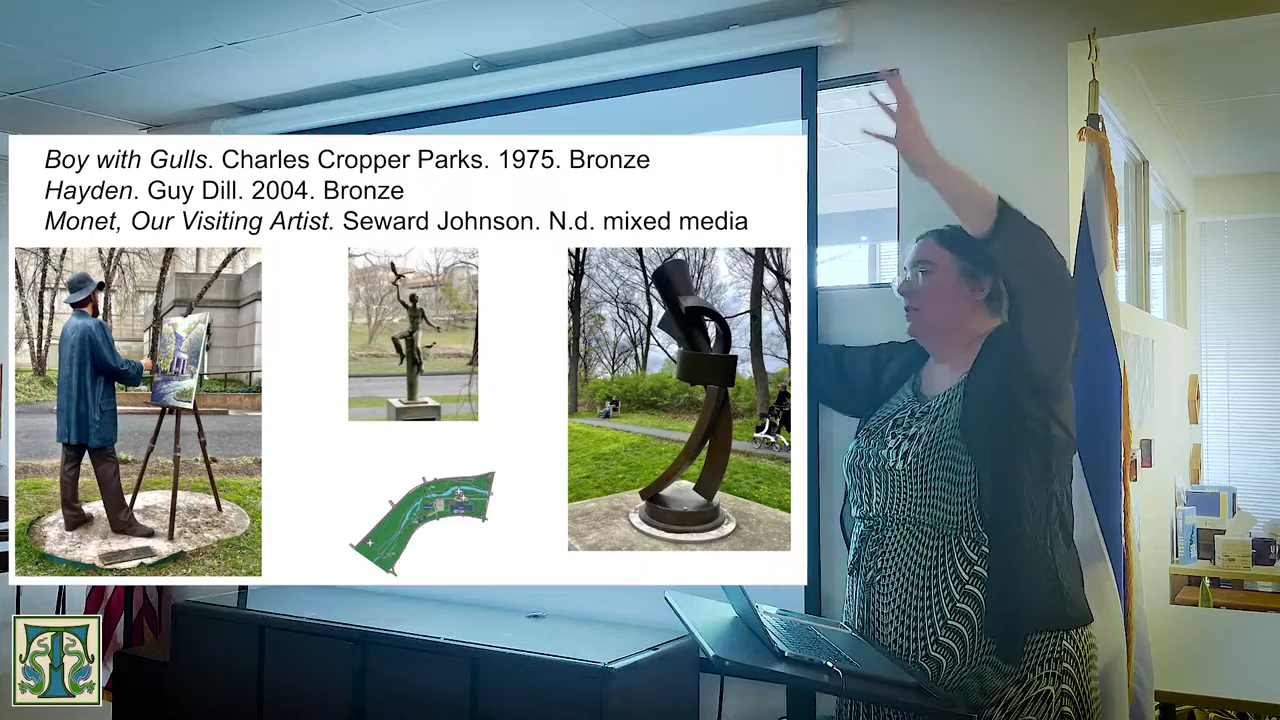 Boy with Gulls. Charles Cropper Parks. 1975. Bronze
Hayden. Guy Dill. 2004. Bronze
Monet, Our Visiting Artist. Seward Johnson. N.d. mixed media
T